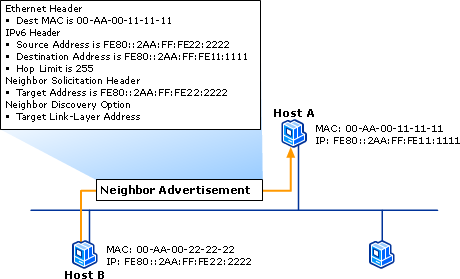 Ethernet Header
• Dest MAC is 00-AA-00-11-11-11
IPv6 Header
• Source Address is FE80::2AA:FF:FE22:2222
• Destination Address is FE80::2AA:FF:FE11:1111
• Hop Limit is 255
Neighbor Solicitation Header
• Target Address is FE80::2AA:FF:FE22:2222
Neighbor Discovery Option
• Target Link-Layer Address
Host A
MAC: 00-AA-00-11-11-11
IP: FE80::2AA:FF:FE11:1111
Neighbor Advertisement
MAC: 00-AA-00-22-22-22
IP: FE80::2AA:FF:FE22:2222
Host B